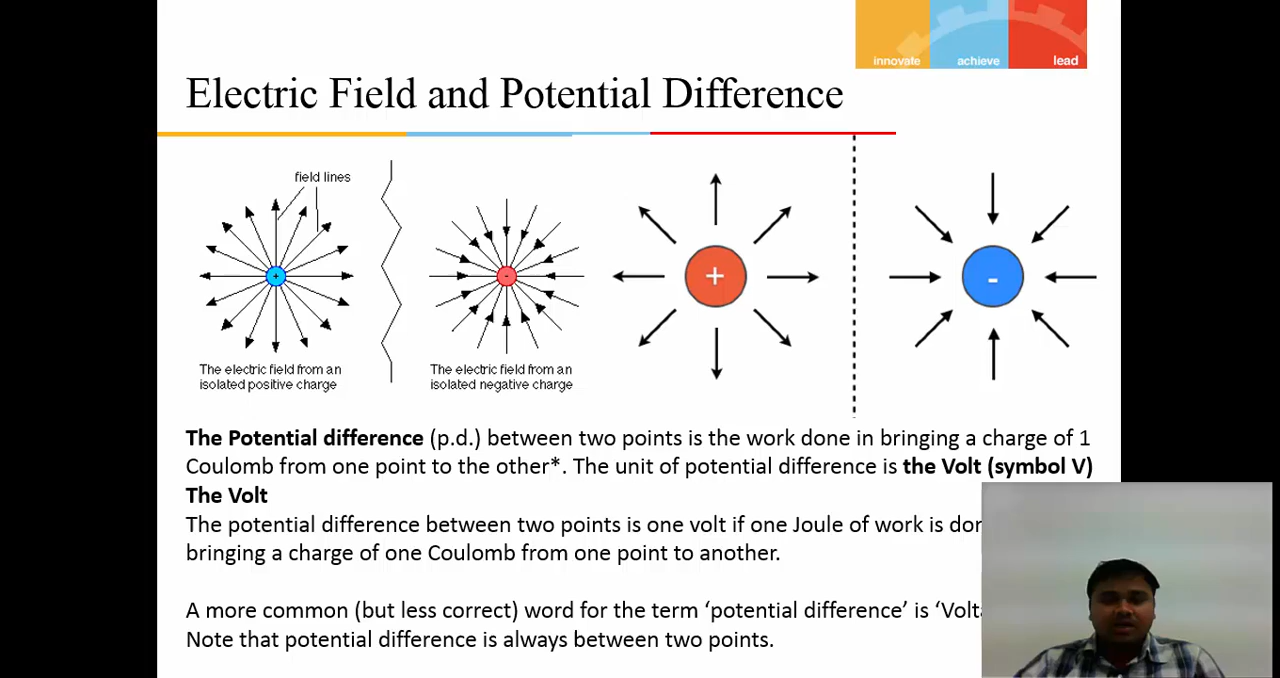 innovate achieve lead
Electric Field and Potential Difference
field lines
+ - + -
The electric field from an
isolated positive charge
The electric field from an
isolated negative charge
The Potential difference (p.d.) between two points is the work done in bringing a charge of 1
Coulomb from one point to the other*. The unit of potential difference is the Volt (symbol V)
The Volt
The potential difference between two points is one volt if one Joule of work is
bringing a charge of one Coulomb from one point to another.
A more common (but less correct) word for the term ‘potential difference’ is
Note that potential difference is always between two points.